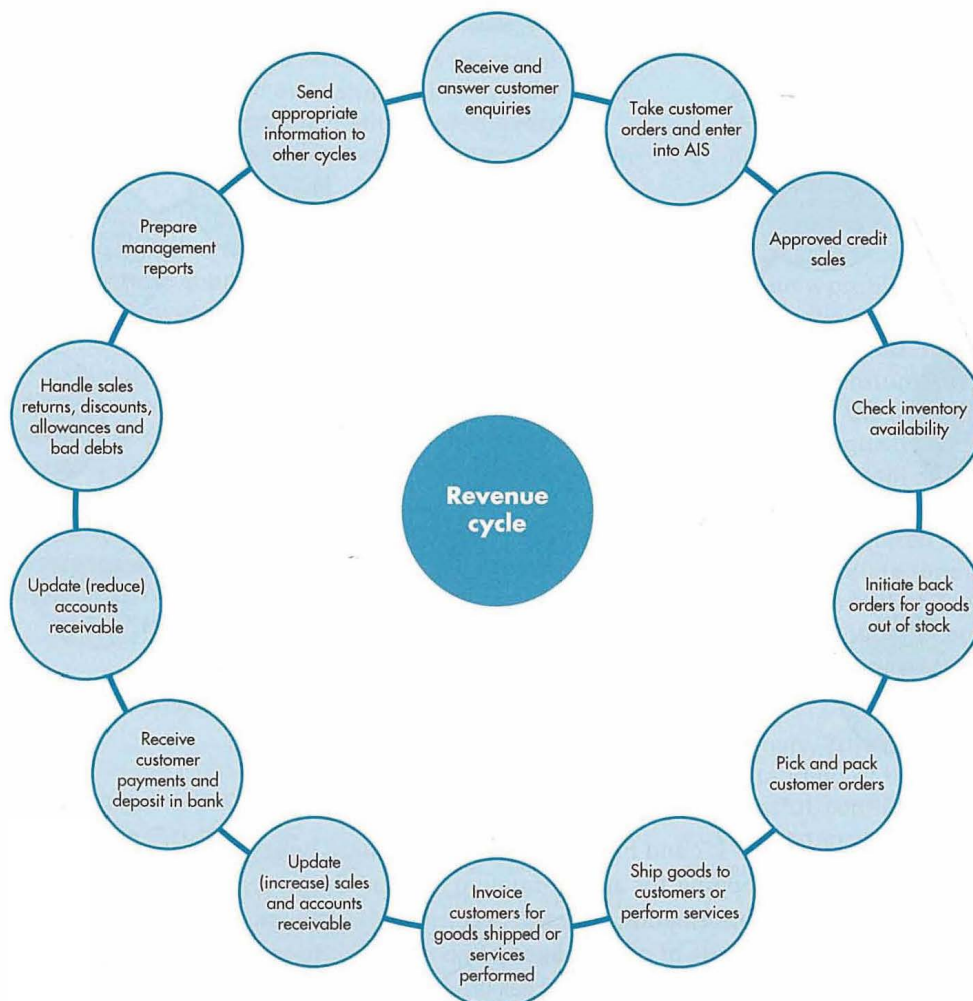 Receive and
answer customer
enquiries
Take customer
orders and enter
into AIS
Approved credit
sales
Check inventory
availability
Initiate back
orders for goods
out of stock
Pick and pack
customer orders
Ship goods to
customers or
perform services
Invoice
customers for
goods shipped or
services
performed
Update
(increase) sales
and accounts
receivable
Receive
customer
payments and
deposit in bank
Update (reduce)
accounts
receivable
Handle sales
returns, discounts,
allowances and
bad debts
Prepare
management
reports
Send
appropriate
information to
other cycles
Revenue
cycle